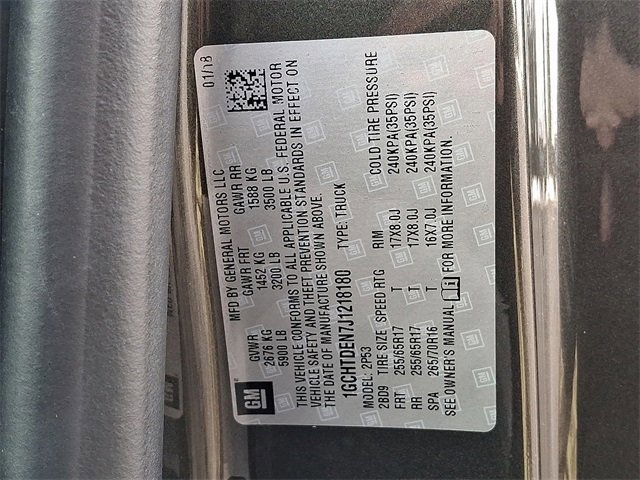 01/18
MFD BY GENERAL MOTORS LLC
GVWR GAWR FRT GAWR RR
2676 KG 1452 KG 1588 KG
5900 LB 3200 LB 3500 LB
THIS VEHICLE CONFORMS TO ALL APPLICABLE U.S. FEDERAL MOTOR
VEHICLE SAFETY AND THEFT PREVENTION STANDARDS IN EFFECT ON
THE DATE OF MANUFACTURE SHOWN ABOVE.
1GCHTDEN7J1218180 TYPE: TRUCK
MODEL: 2P53
2BD9 TIRE SIZE SPEED RTG RIM COLD TIRE PRESSURE
FRT 255/65R17 T 17X8.0J 240KPA(35PSI)
RR 255/65R17 T 17X8.0J 240KPA(35PSI)
SPA 265/70R16 T 16X7.0J 240KPA(35PSI)
SEE OWNER'S MANUAL FOR MORE INFORMATION.
GM